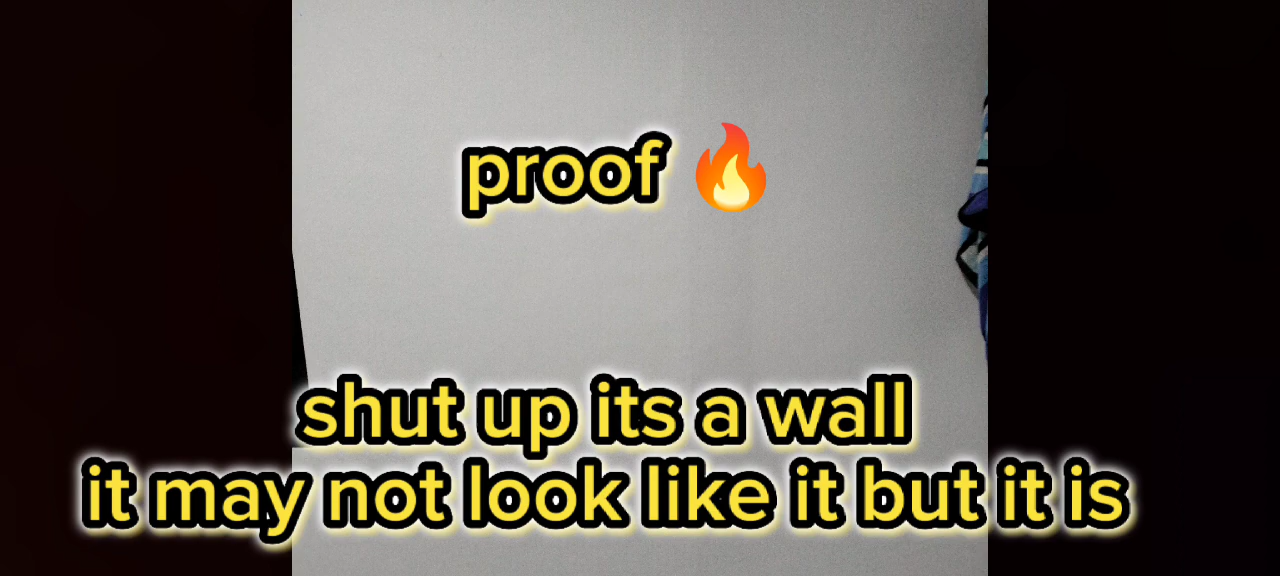 proof 🔥
shut up its a wall
it may not look like it but it is